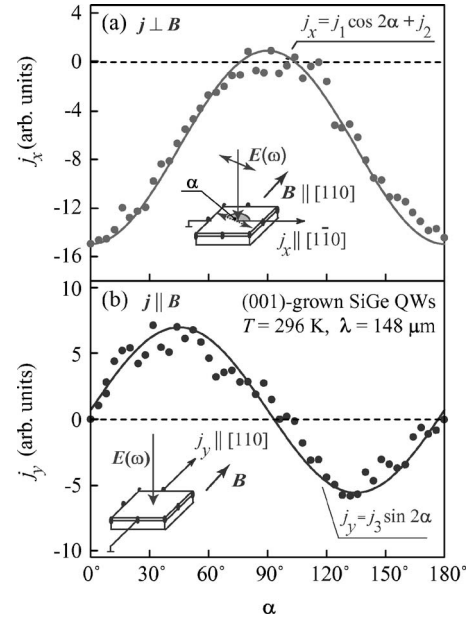 (a) j ⊥ B
jx = j1 cos 2α + j2
jx (arb. units)
0
-4
-8
-12
-16
E(ω)
α
B || [110]
jx || [11̄0]
(b) j || B
(001)-grown SiGe QWs
T = 296 K, λ = 148 μm
jy (arb. units)
10
5
0
-5
-10
E(ω)
jy || [110]
B
jy = j3 sin 2α
0° 30° 60° 90° 120° 150° 180°
α